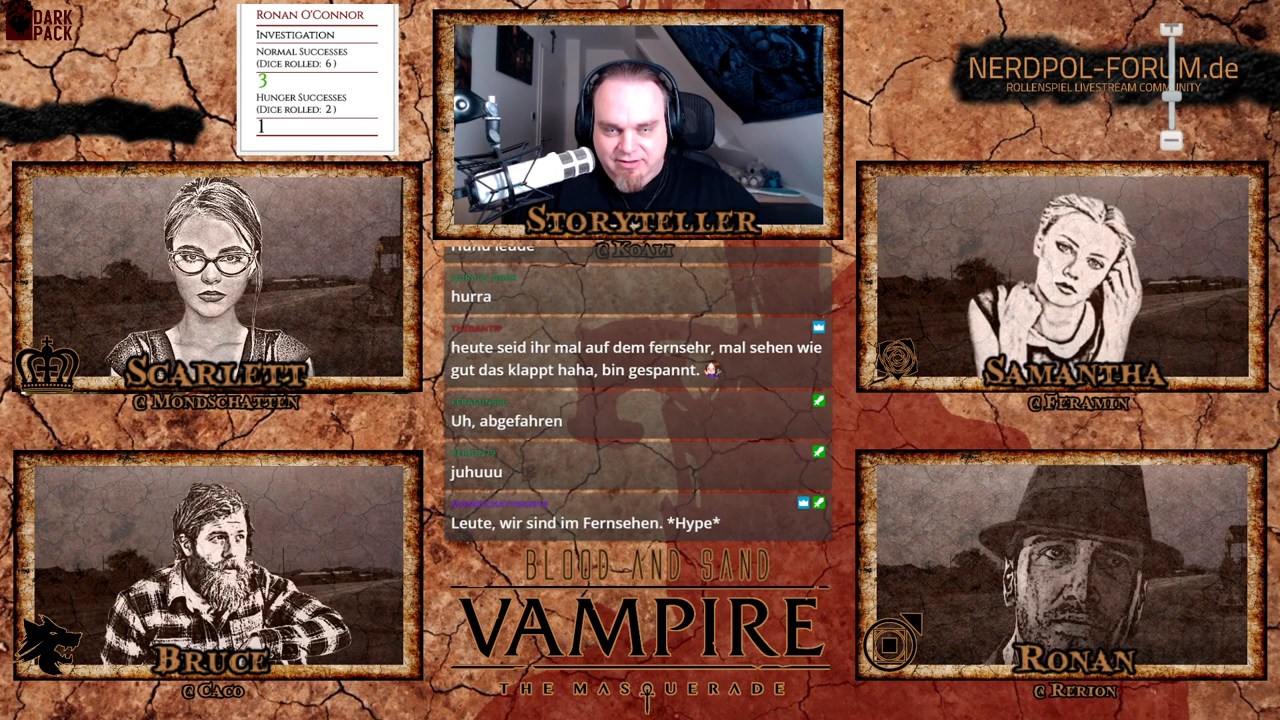 DARK
PACK
Ronan O'Connor
Investigation
Normal Successes
(Dice rolled: 6)
3
Hunger Successes
(Dice rolled: 2)
1
Storyteller
@ Koali
NERDPOL-FORUM.de
ROLLENSPIEL LIVESTREAM COMMUNITY
Scarlett
@ Mondschatten
Samantha
@ Feramin
hurra
heute seid ihr mal auf dem fernsehr, mal sehen wie
gut das klappt haha, bin gespannt.
Uh, abgefahren
juhuuu
Leute, wir sind im Fernsehen. *Hype*
Bruce
@ Caco
Ronan
@ Rerion
BLOOD AND SAND
VAMPIRE
THE MASQUERADE